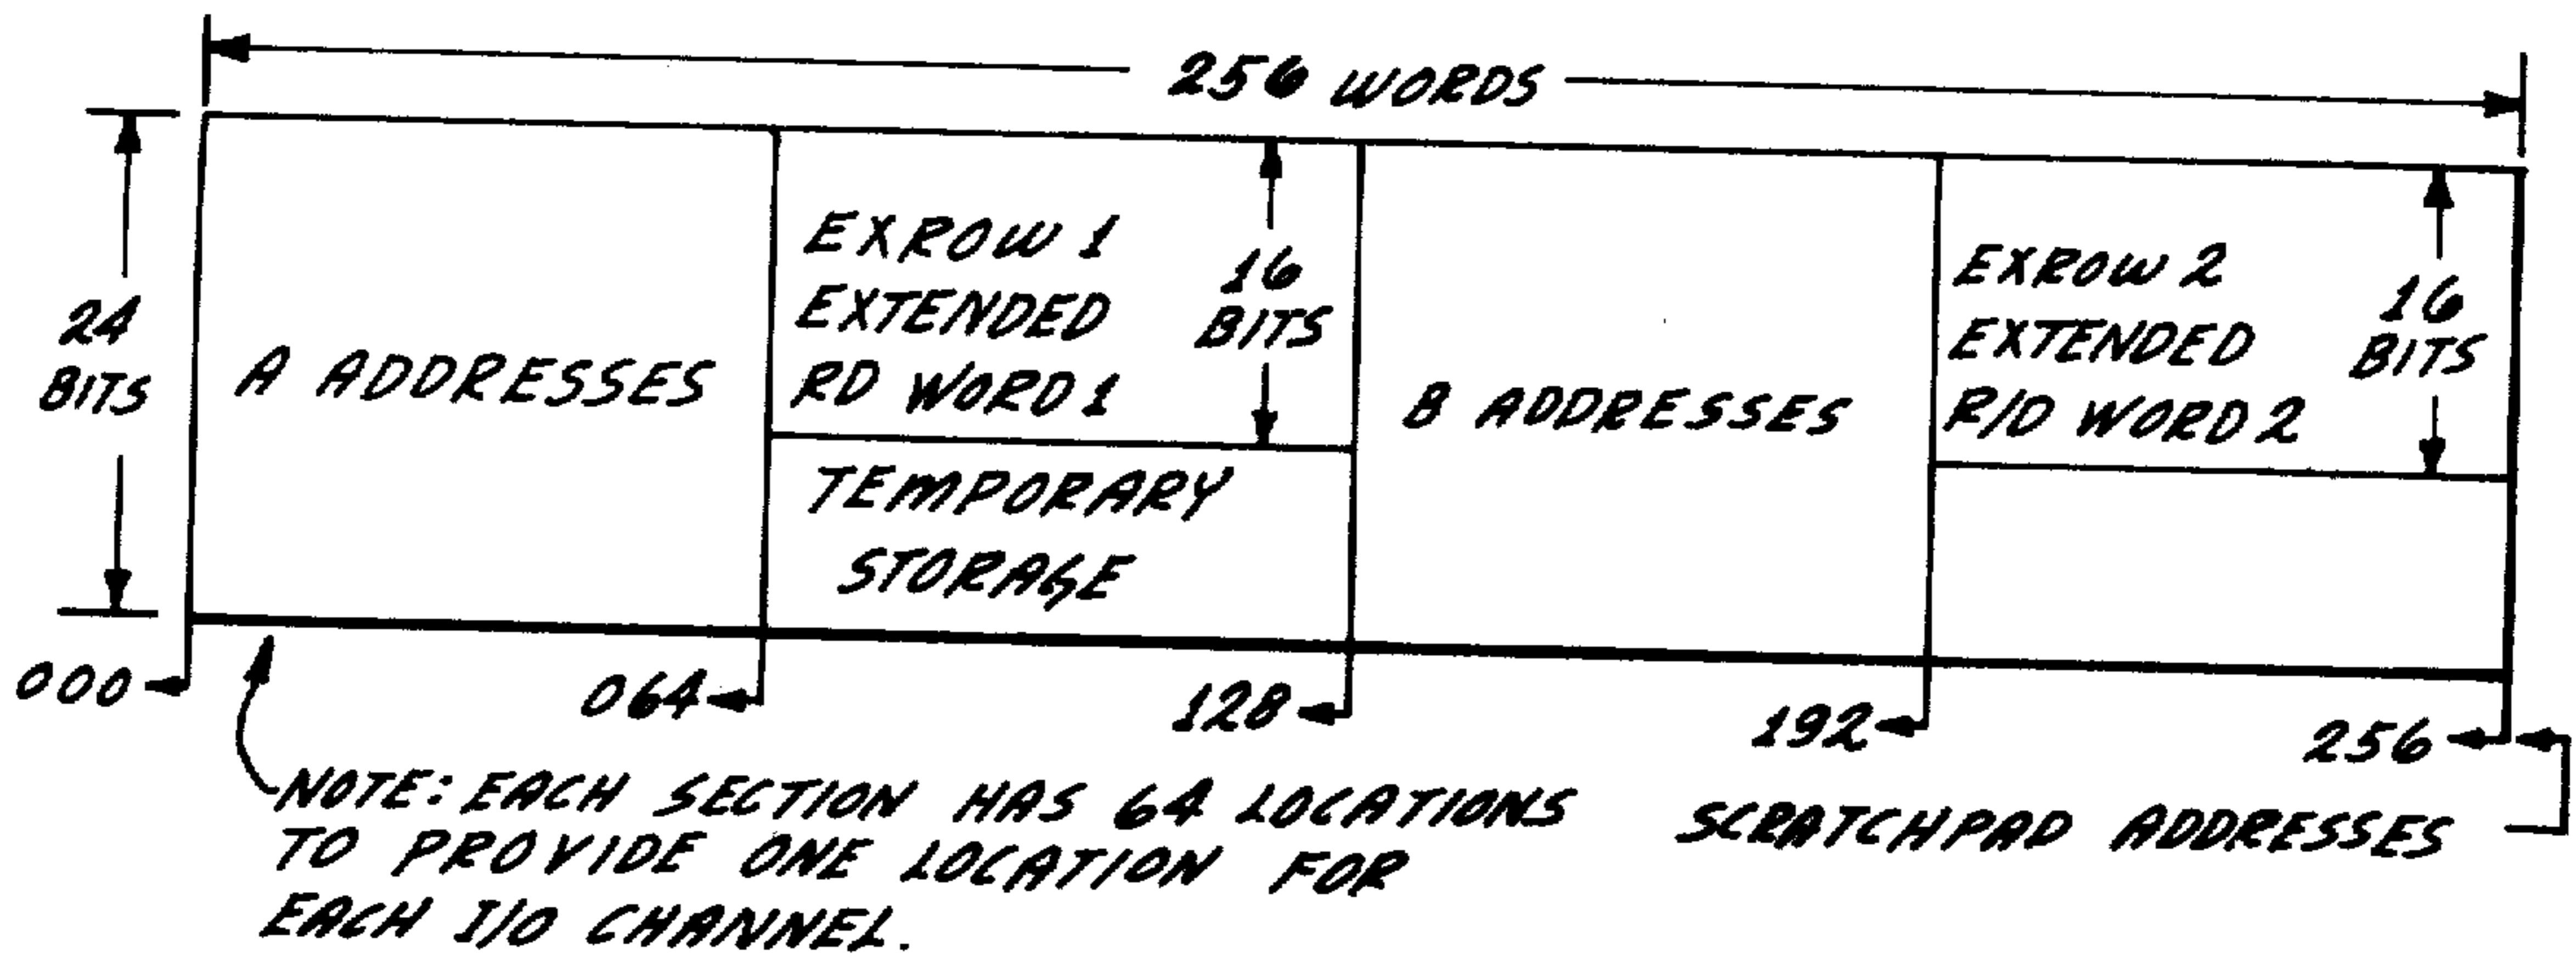 256 WORDS
24
BITS
A ADDRESSES
EXROW 1
EXTENDED
RD WORD 1
16
BITS
TEMPORARY
STORAGE
B ADDRESSES
EXROW 2
EXTENDED
R/D WORD 2
16
BITS
000
064
128
192
256
NOTE: EACH SECTION HAS 64 LOCATIONS
TO PROVIDE ONE LOCATION FOR
EACH I/O CHANNEL.
SCRATCHPAD ADDRESSES